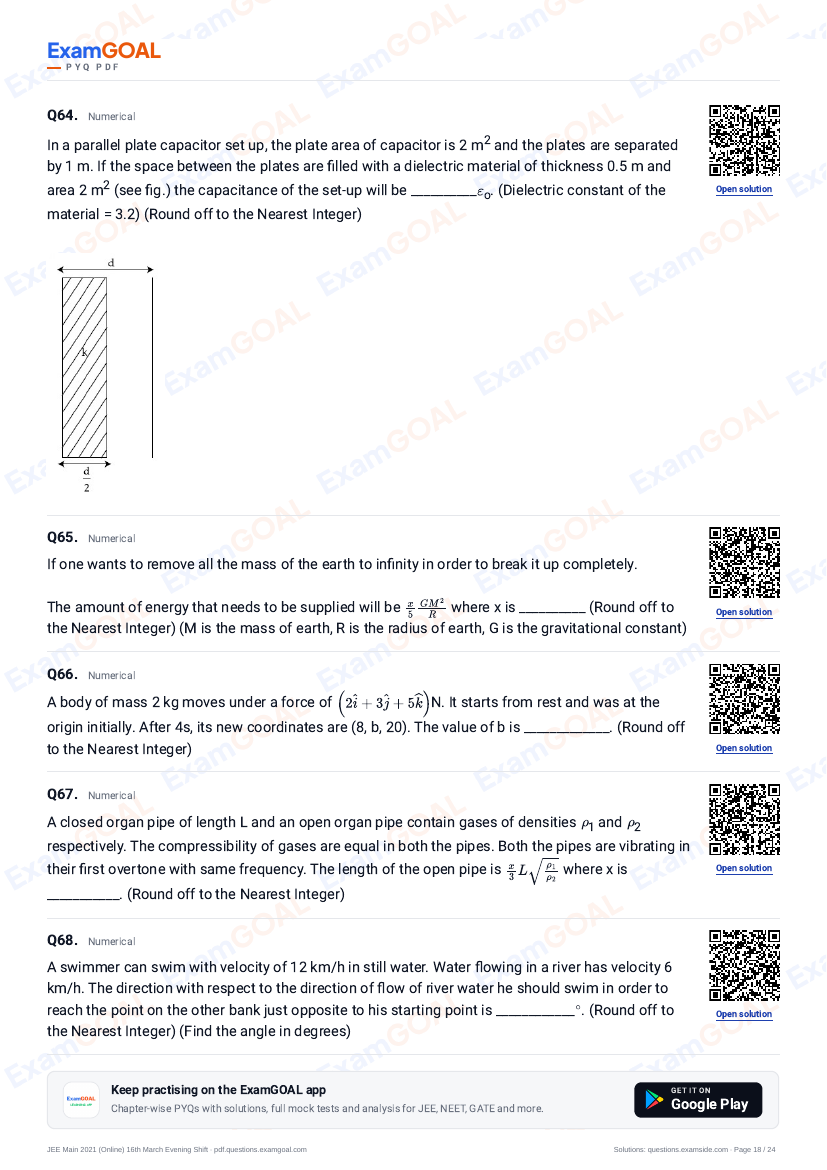 ExamGOAL
PYQ PDF
Q64. Numerical
In a parallel plate capacitor set up, the plate area of capacitor is 2 m² and the plates are separated
by 1 m. If the space between the plates are filled with a dielectric material of thickness 0.5 m and
area 2 m² (see fig.) the capacitance of the set-up will be __________ε₀. (Dielectric constant of the
material = 3.2) (Round off to the Nearest Integer)
Open solution
d
k
d/2
Q65. Numerical
If one wants to remove all the mass of the earth to infinity in order to break it up completely.
The amount of energy that needs to be supplied will be x/5 GM²/R where x is __________ (Round off to
the Nearest Integer) (M is the mass of earth, R is the radius of earth, G is the gravitational constant)
Open solution
Q66. Numerical
A body of mass 2 kg moves under a force of (2î + 3ĵ + 5k̂)N. It starts from rest and was at the
origin initially. After 4s, its new coordinates are (8, b, 20). The value of b is _____________. (Round off
to the Nearest Integer)
Open solution
Q67. Numerical
A closed organ pipe of length L and an open organ pipe contain gases of densities ρ₁ and ρ₂
respectively. The compressibility of gases are equal in both the pipes. Both the pipes are vibrating in
their first overtone with same frequency. The length of the open pipe is x/3 L√(ρ₁/ρ₂) where x is
___________. (Round off to the Nearest Integer)
Open solution
Q68. Numerical
A swimmer can swim with velocity of 12 km/h in still water. Water flowing in a river has velocity 6
km/h. The direction with respect to the direction of flow of river water he should swim in order to
reach the point on the other bank just opposite to his starting point is ____________°. (Round off to
the Nearest Integer) (Find the angle in degrees)
Open solution
ExamGOAL
Keep practising on the ExamGOAL app
Chapter-wise PYQs with solutions, full mock tests and analysis for JEE, NEET, GATE and more.
GET IT ON
Google Play
JEE Main 2021 (Online) 16th March Evening Shift · pdf.questions.examgoal.com
Solutions: questions.examside.com · Page 18 / 24